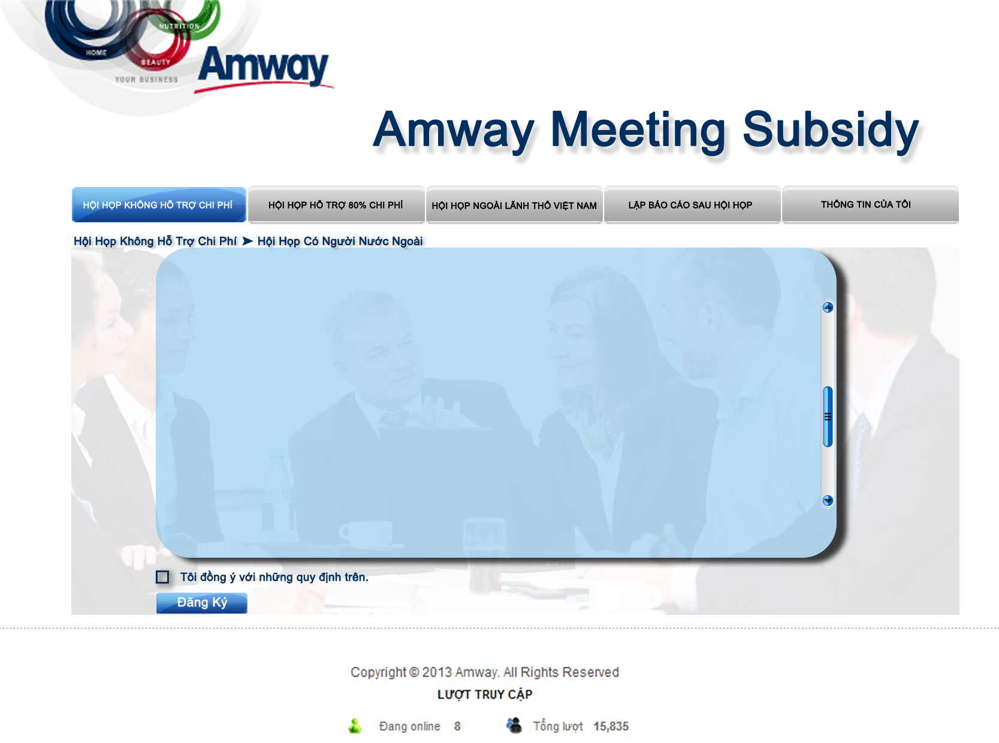 NUTRITION
HOME
BEAUTY
YOUR BUSINESS
Amway
Amway Meeting Subsidy
HỘI HỌP KHÔNG HỖ TRỢ CHI PHÍ
HỘI HỌP HỖ TRỢ 80% CHI PHÍ
HỘI HỌP NGOÀI LÃNH THỔ VIỆT NAM
LẬP BÁO CÁO SAU HỘI HỌP
THÔNG TIN CỦA TÔI
Hội Họp Không Hỗ Trợ Chi Phí ➤ Hội Họp Có Người Nước Ngoài
Tôi đồng ý với những quy định trên.
Đăng Ký
Copyright © 2013 Amway. All Rights Reserved
LƯỢT TRUY CẬP
Đang online 8 Tổng lượt 15,835